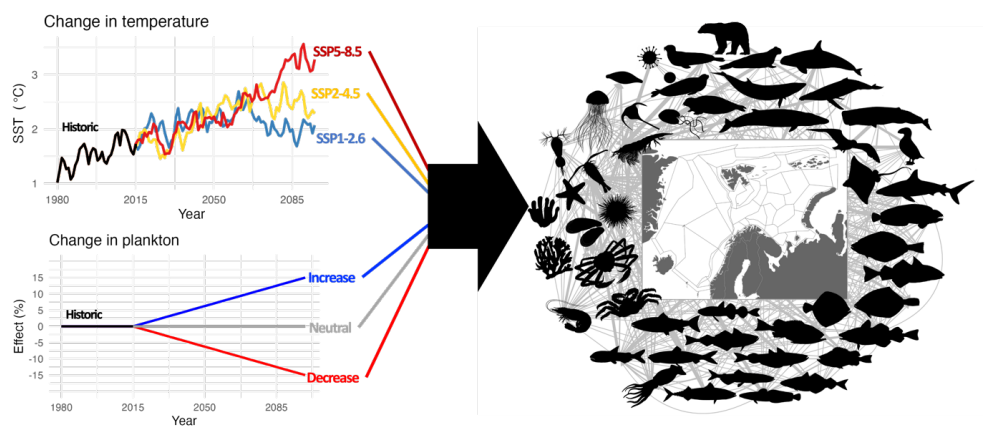 Change in temperature
SSP5-8.5
3
SSP2-4.5
SST ( °C)
Historic
2
SSP1-2.6
1
1980 2015 2050 2085
Year
Change in plankton
15
Increase
10
5
Historic
0
Neutral
-5
-10
-15
Decrease
Effect (%)
1980 2015 2050 2085
Year